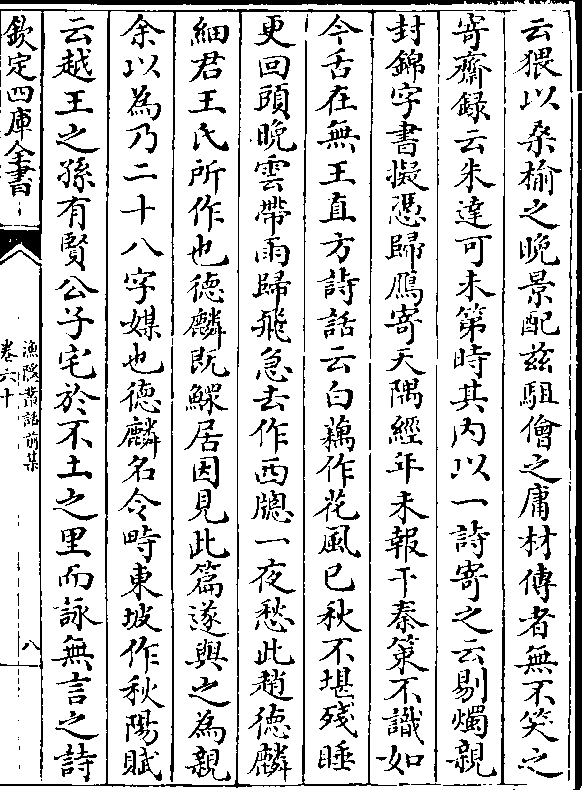 云猥以桑榆之晚景配兹駔儈之庸材傳者無不笑之
寄齋録云朱達可未第時其内以一詩寄之云剔燭親
封錦字書擬憑歸鴈寄天隅經年未報干秦策不識如
今舌在無王直方詩話云白藕作花風已秋不堪殘睡
更回頭晚雲帶雨歸飛急去作西牕一夜愁此趙德麟
細君王氏所作也德麟既鰥居因見此篇遂與之為親
余以為乃二十八字媒也德麟名令畤東坡作秋陽賦
云越王之孫有賢公子宅於不土之里而詠無言之詩
欽定四庫全書
漁隱叢話前集
卷六十
八